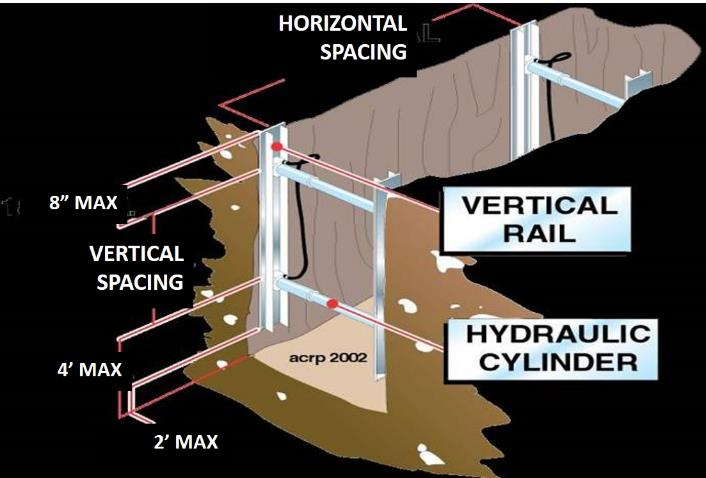 HORIZONTAL
SPACING
8” MAX
VERTICAL
SPACING
4’ MAX
2’ MAX
VERTICAL
RAIL
HYDRAULIC
CYLINDER
acrp 2002